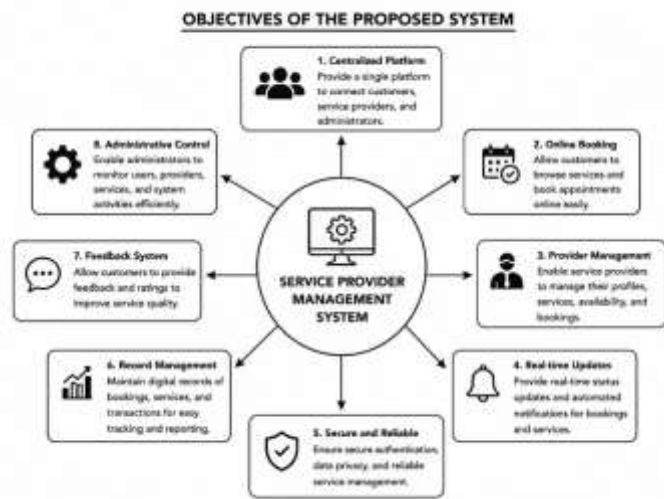 OBJECTIVES OF THE PROPOSED SYSTEM
1. Centralized Platform
Provide a single platform
to connect customers,
service providers, and
administrators.
2. Online Booking
Allow customers to
browse services and
book appointments
online easily.
3. Provider Management
Enable service providers
to manage their profiles,
services, availability, and
bookings.
4. Real-time Updates
Provide real-time status
updates and automated
notifications for bookings
and services.
5. Secure and Reliable
Ensure secure authentication,
data privacy, and reliable
service management.
6. Record Management
Maintain digital records of
bookings, services, and
transactions for easy
tracking and reporting.
7. Feedback System
Allow customers to provide
feedback and ratings to
improve service quality.
8. Administrative Control
Enable administrators to
monitor users, providers,
services, and system
activities efficiently.
SERVICE PROVIDER
MANAGEMENT
SYSTEM